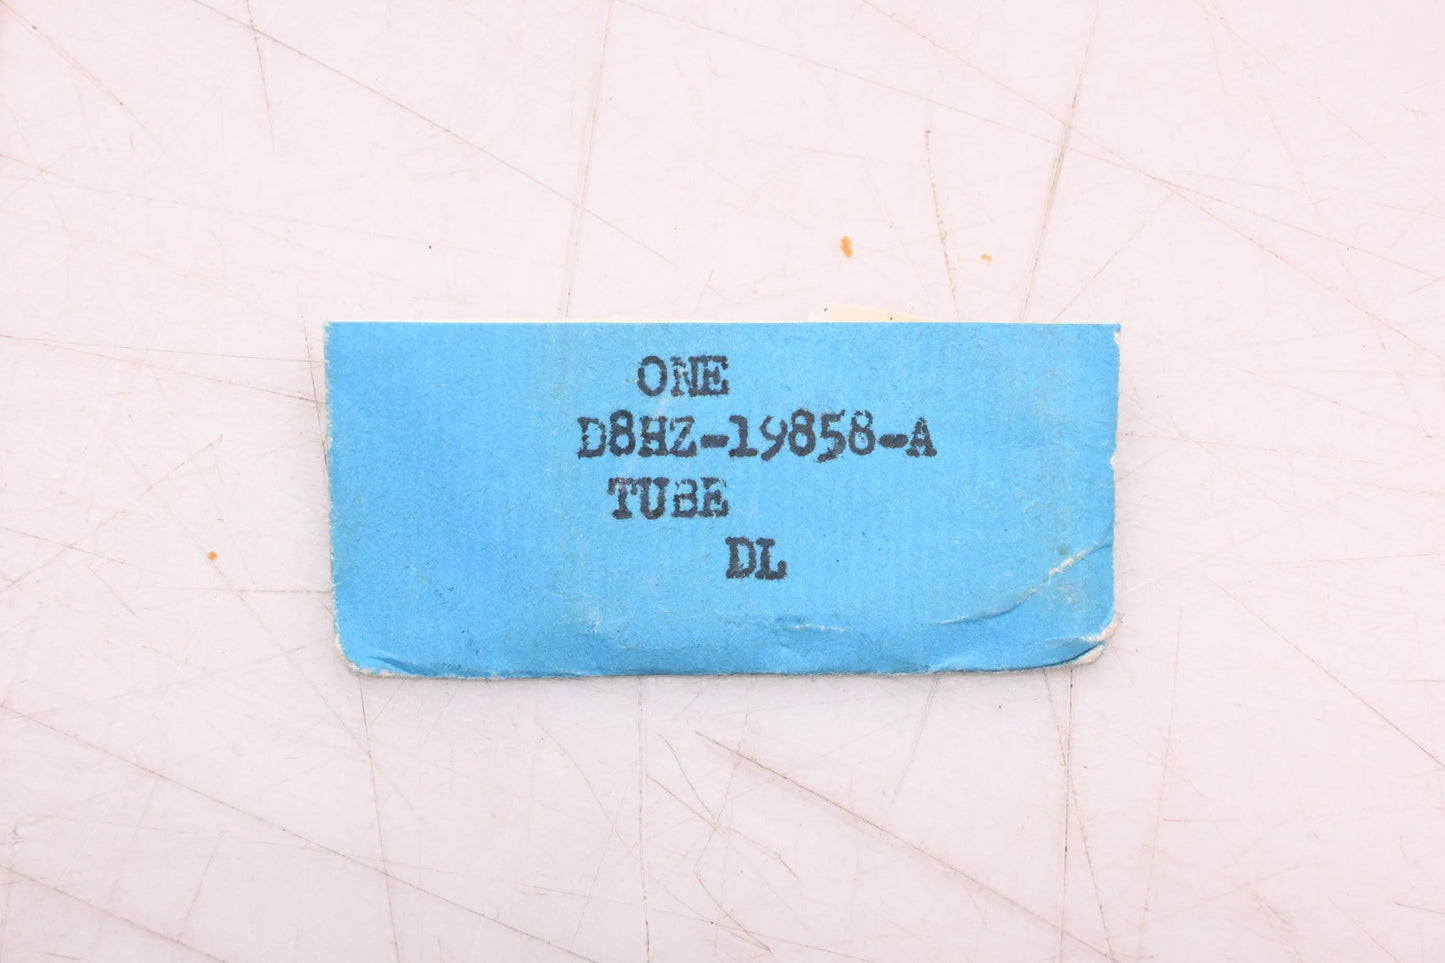 ONE
D8HZ-19858-A
TUBE
DL